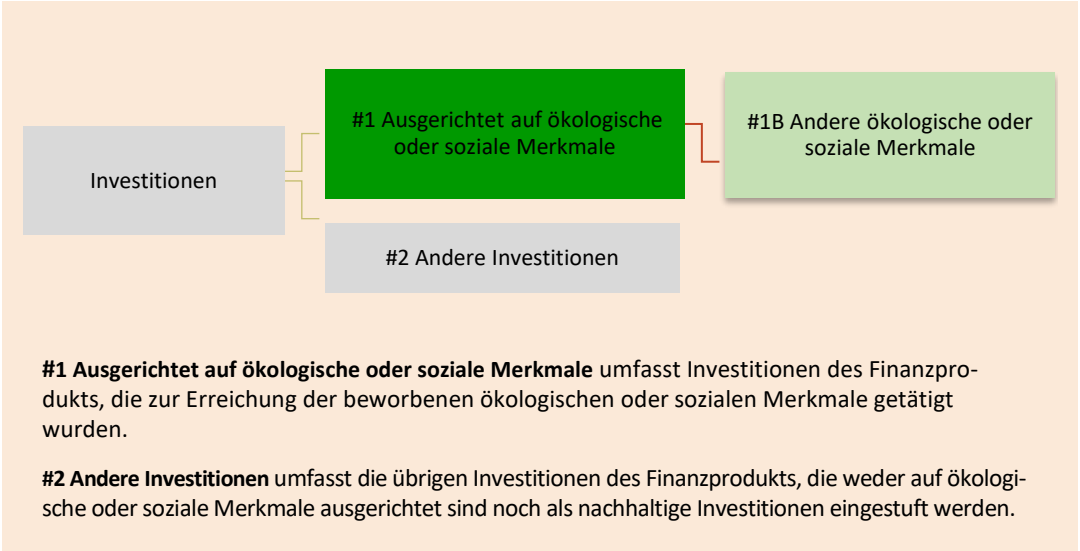 #1 Ausgerichtet auf ökologische
oder soziale Merkmale
#1B Andere ökologische oder
soziale Merkmale
Investitionen
#2 Andere Investitionen
#1 Ausgerichtet auf ökologische oder soziale Merkmale umfasst Investitionen des Finanzpro-
dukts, die zur Erreichung der beworbenen ökologischen oder sozialen Merkmale getätigt
wurden.
#2 Andere Investitionen umfasst die übrigen Investitionen des Finanzprodukts, die weder auf ökologi-
sche oder soziale Merkmale ausgerichtet sind noch als nachhaltige Investitionen eingestuft werden.